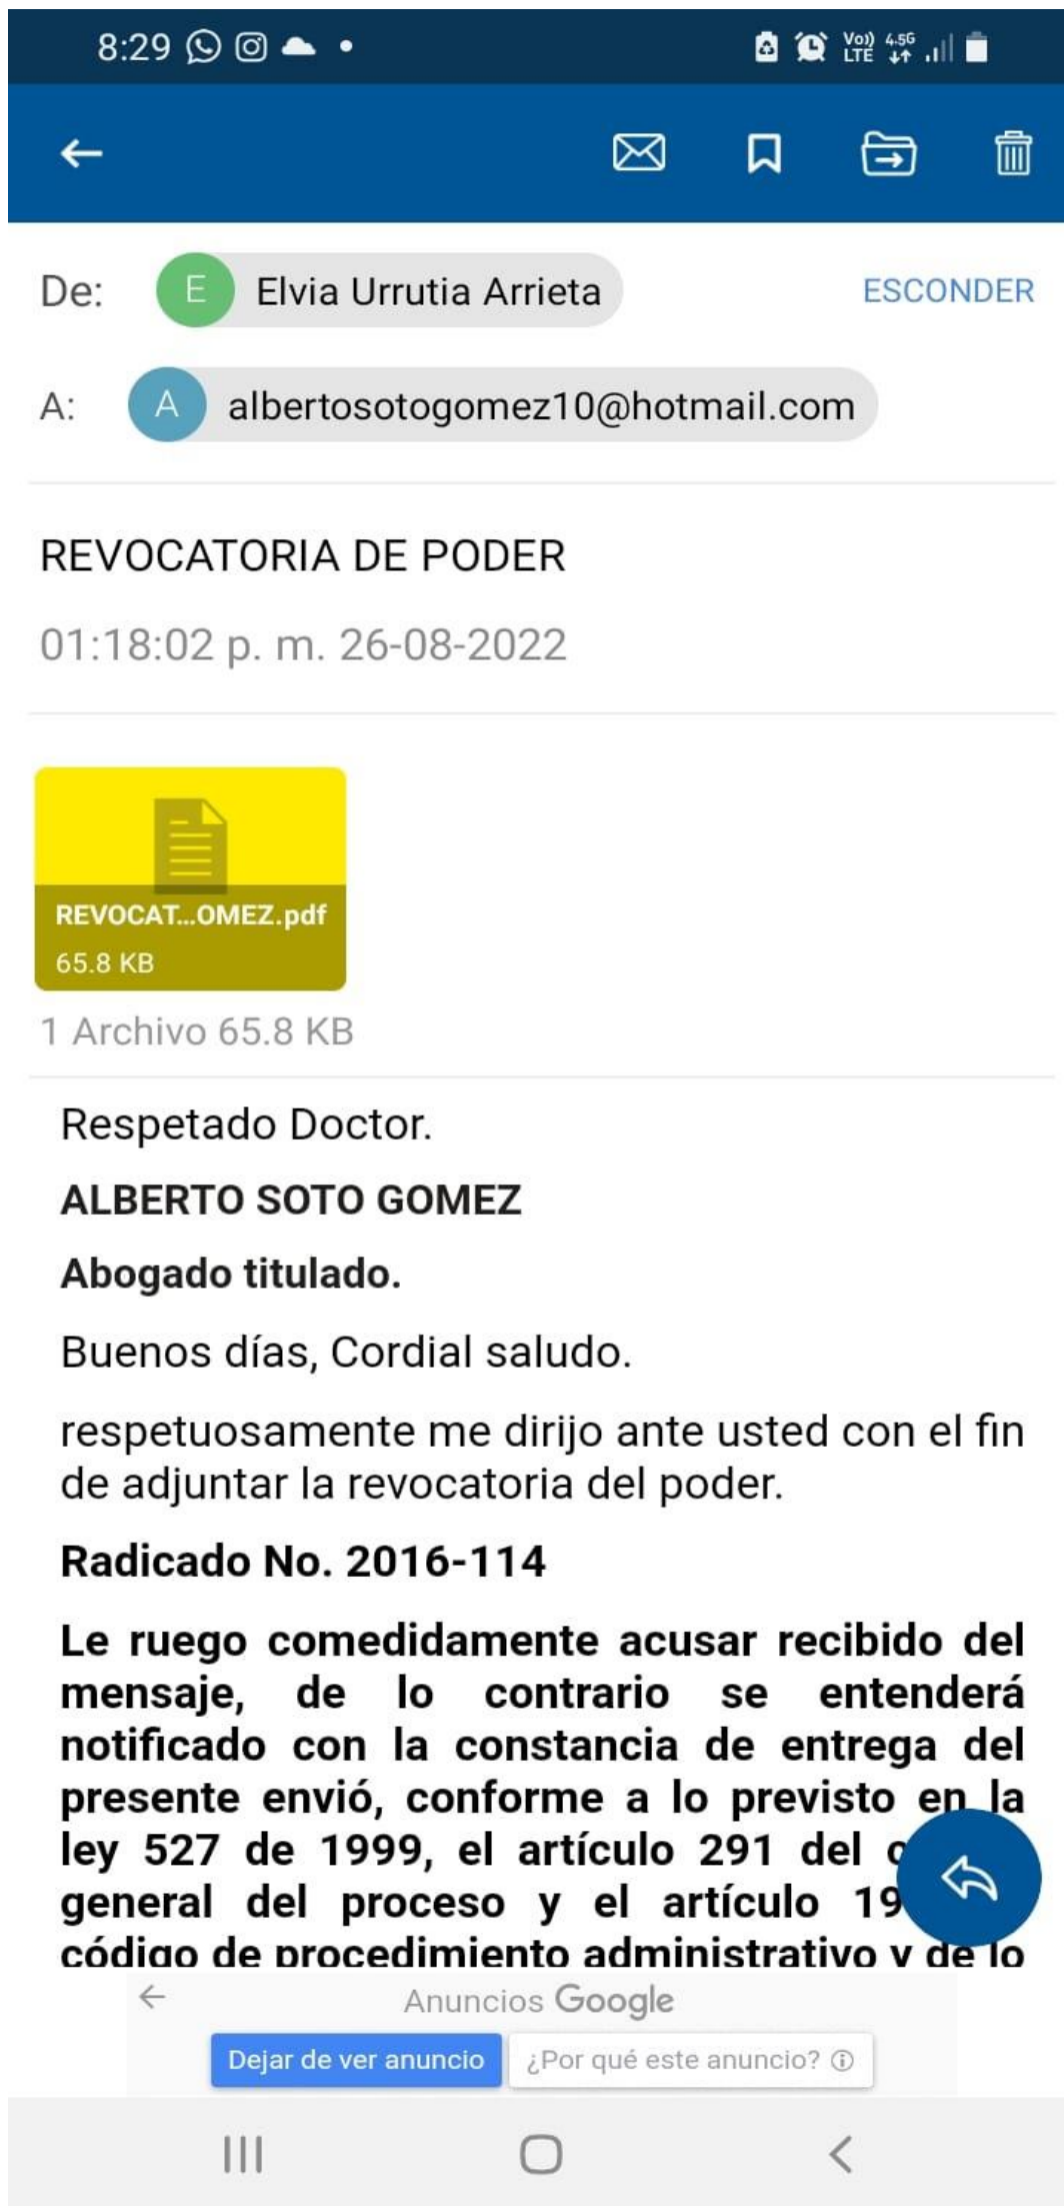 8:29
Vo)) LTE 4.5G
De: E Elvia Urrutia Arrieta ESCONDER
A: A albertosotogomez10@hotmail.com
REVOCATORIA DE PODER
01:18:02 p. m. 26-08-2022
REVOCAT...OMEZ.pdf
65.8 KB
1 Archivo 65.8 KB
Respetado Doctor.
ALBERTO SOTO GOMEZ
Abogado titulado.
Buenos días, Cordial saludo.
respetuosamente me dirijo ante usted con el fin
de adjuntar la revocatoria del poder.
Radicado No. 2016-114
Le ruego comedidamente acusar recibido del
mensaje, de lo contrario se entenderá
notificado con la constancia de entrega del
presente envió, conforme a lo previsto en la
ley 527 de 1999, el artículo 291 del
general del proceso y el artículo
código de procedimiento administrativo y de lo
Anuncios Google
Dejar de ver anuncio ¿Por qué este anuncio?